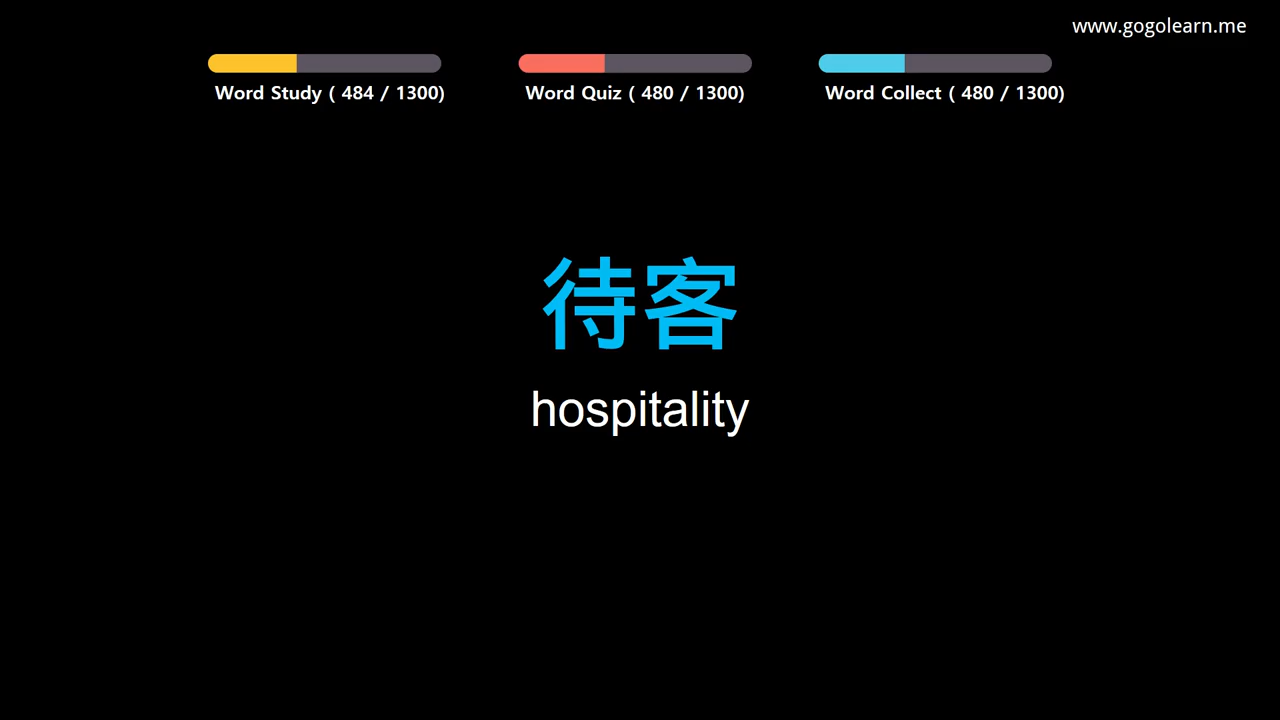 www.gogolearn.me
Word Study ( 484 / 1300)
Word Quiz ( 480 / 1300)
Word Collect ( 480 / 1300)
待客
hospitality